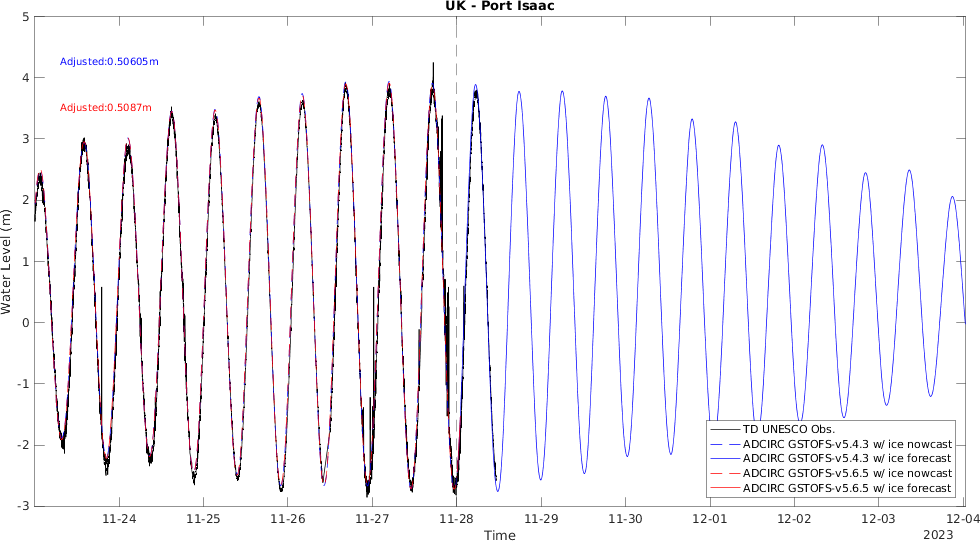 UK - Port Isaac
Adjusted:0.50605m
Adjusted:0.5087m
Water Level (m)
5
4
3
2
1
0
-1
-2
-3
11-24
11-25
11-26
11-27
11-28
11-29
11-30
12-01
12-02
12-03
12-04
Time
2023
TD UNESCO Obs.
ADCIRC GSTOFS-v5.4.3 w/ ice nowcast
ADCIRC GSTOFS-v5.4.3 w/ ice forecast
ADCIRC GSTOFS-v5.6.5 w/ ice nowcast
ADCIRC GSTOFS-v5.6.5 w/ ice forecast